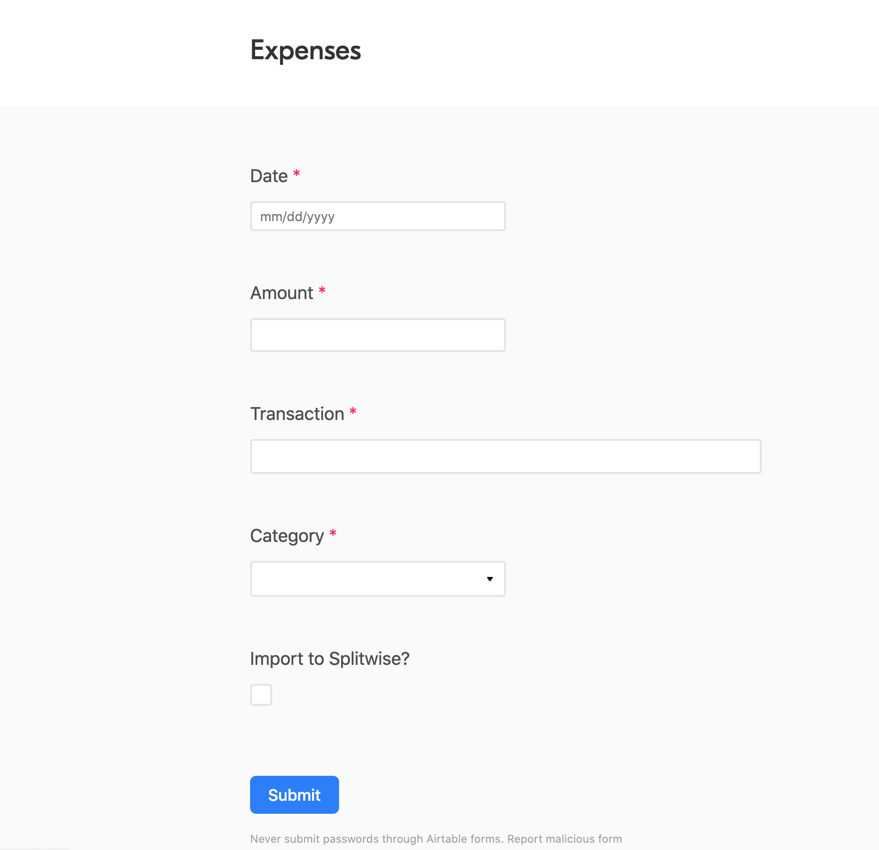 Expenses
Date *
mm/dd/yyyy
Amount *
Transaction *
Category *
Import to Splitwise?
Submit
Never submit passwords through Airtable forms. Report malicious form